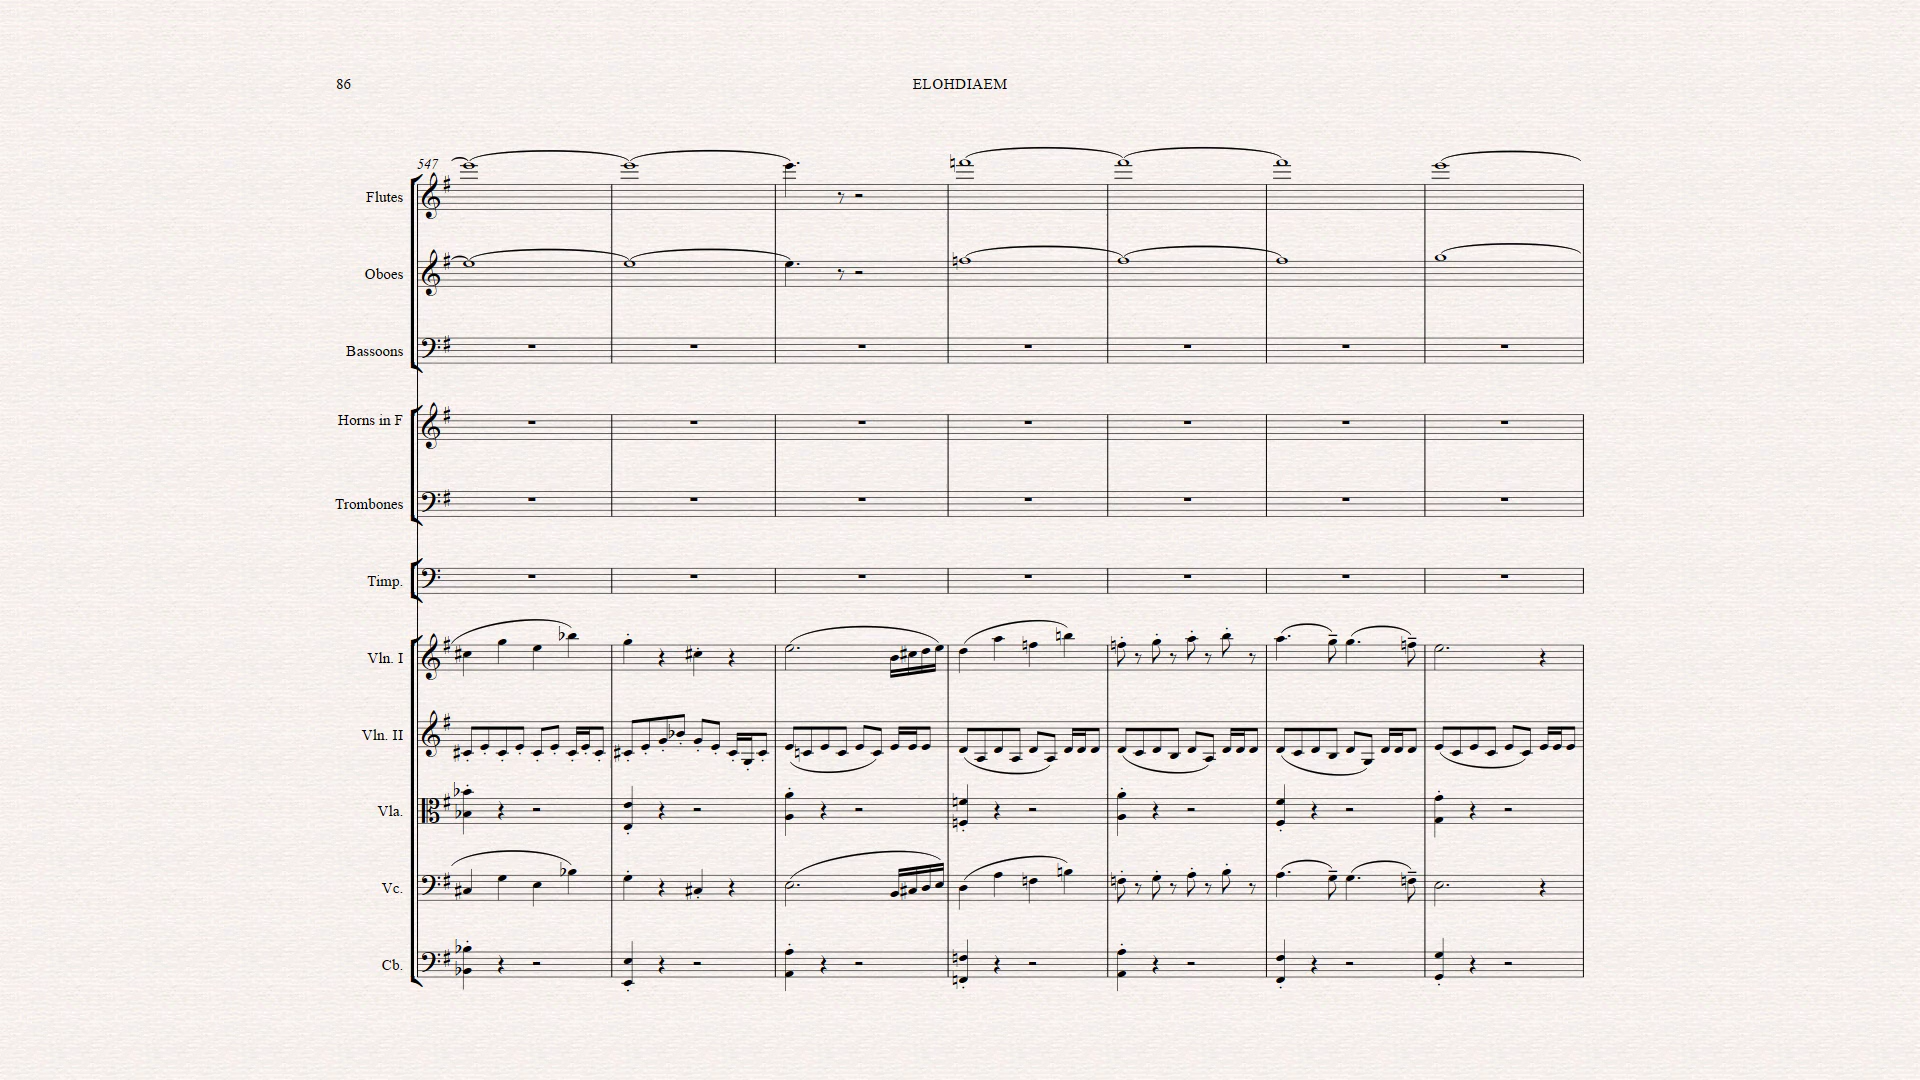 86
ELOHDIAEM
547
Flutes
Oboes
Bassoons
Horns in F
Trombones
Timp.
Vln. I
Vln. II
Vla.
Vc.
Cb.